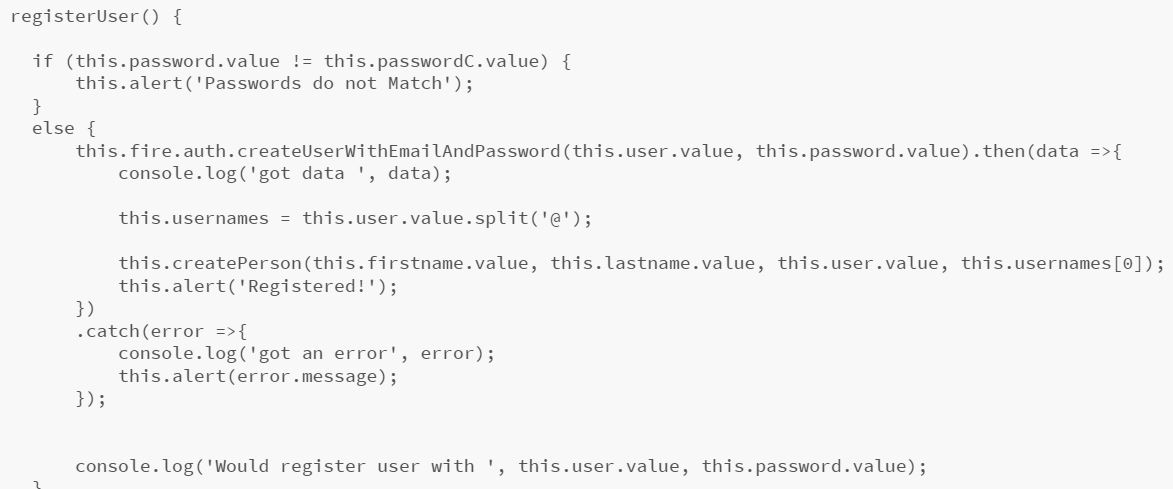 registerUser() {
if (this.password.value != this.passwordC.value) {
this.alert('Passwords do not Match');
}
else {
this.fire.auth.createUserWithEmailAndPassword(this.user.value, this.password.value).then(data =>{
console.log('got data ', data);
this.usernames = this.user.value.split('@');
this.createPerson(this.firstname.value, this.lastname.value, this.user.value, this.usernames[0]);
this.alert('Registered!');
})
.catch(error =>{
console.log('got an error', error);
this.alert(error.message);
});
console.log('Would register user with ', this.user.value, this.password.value);
}